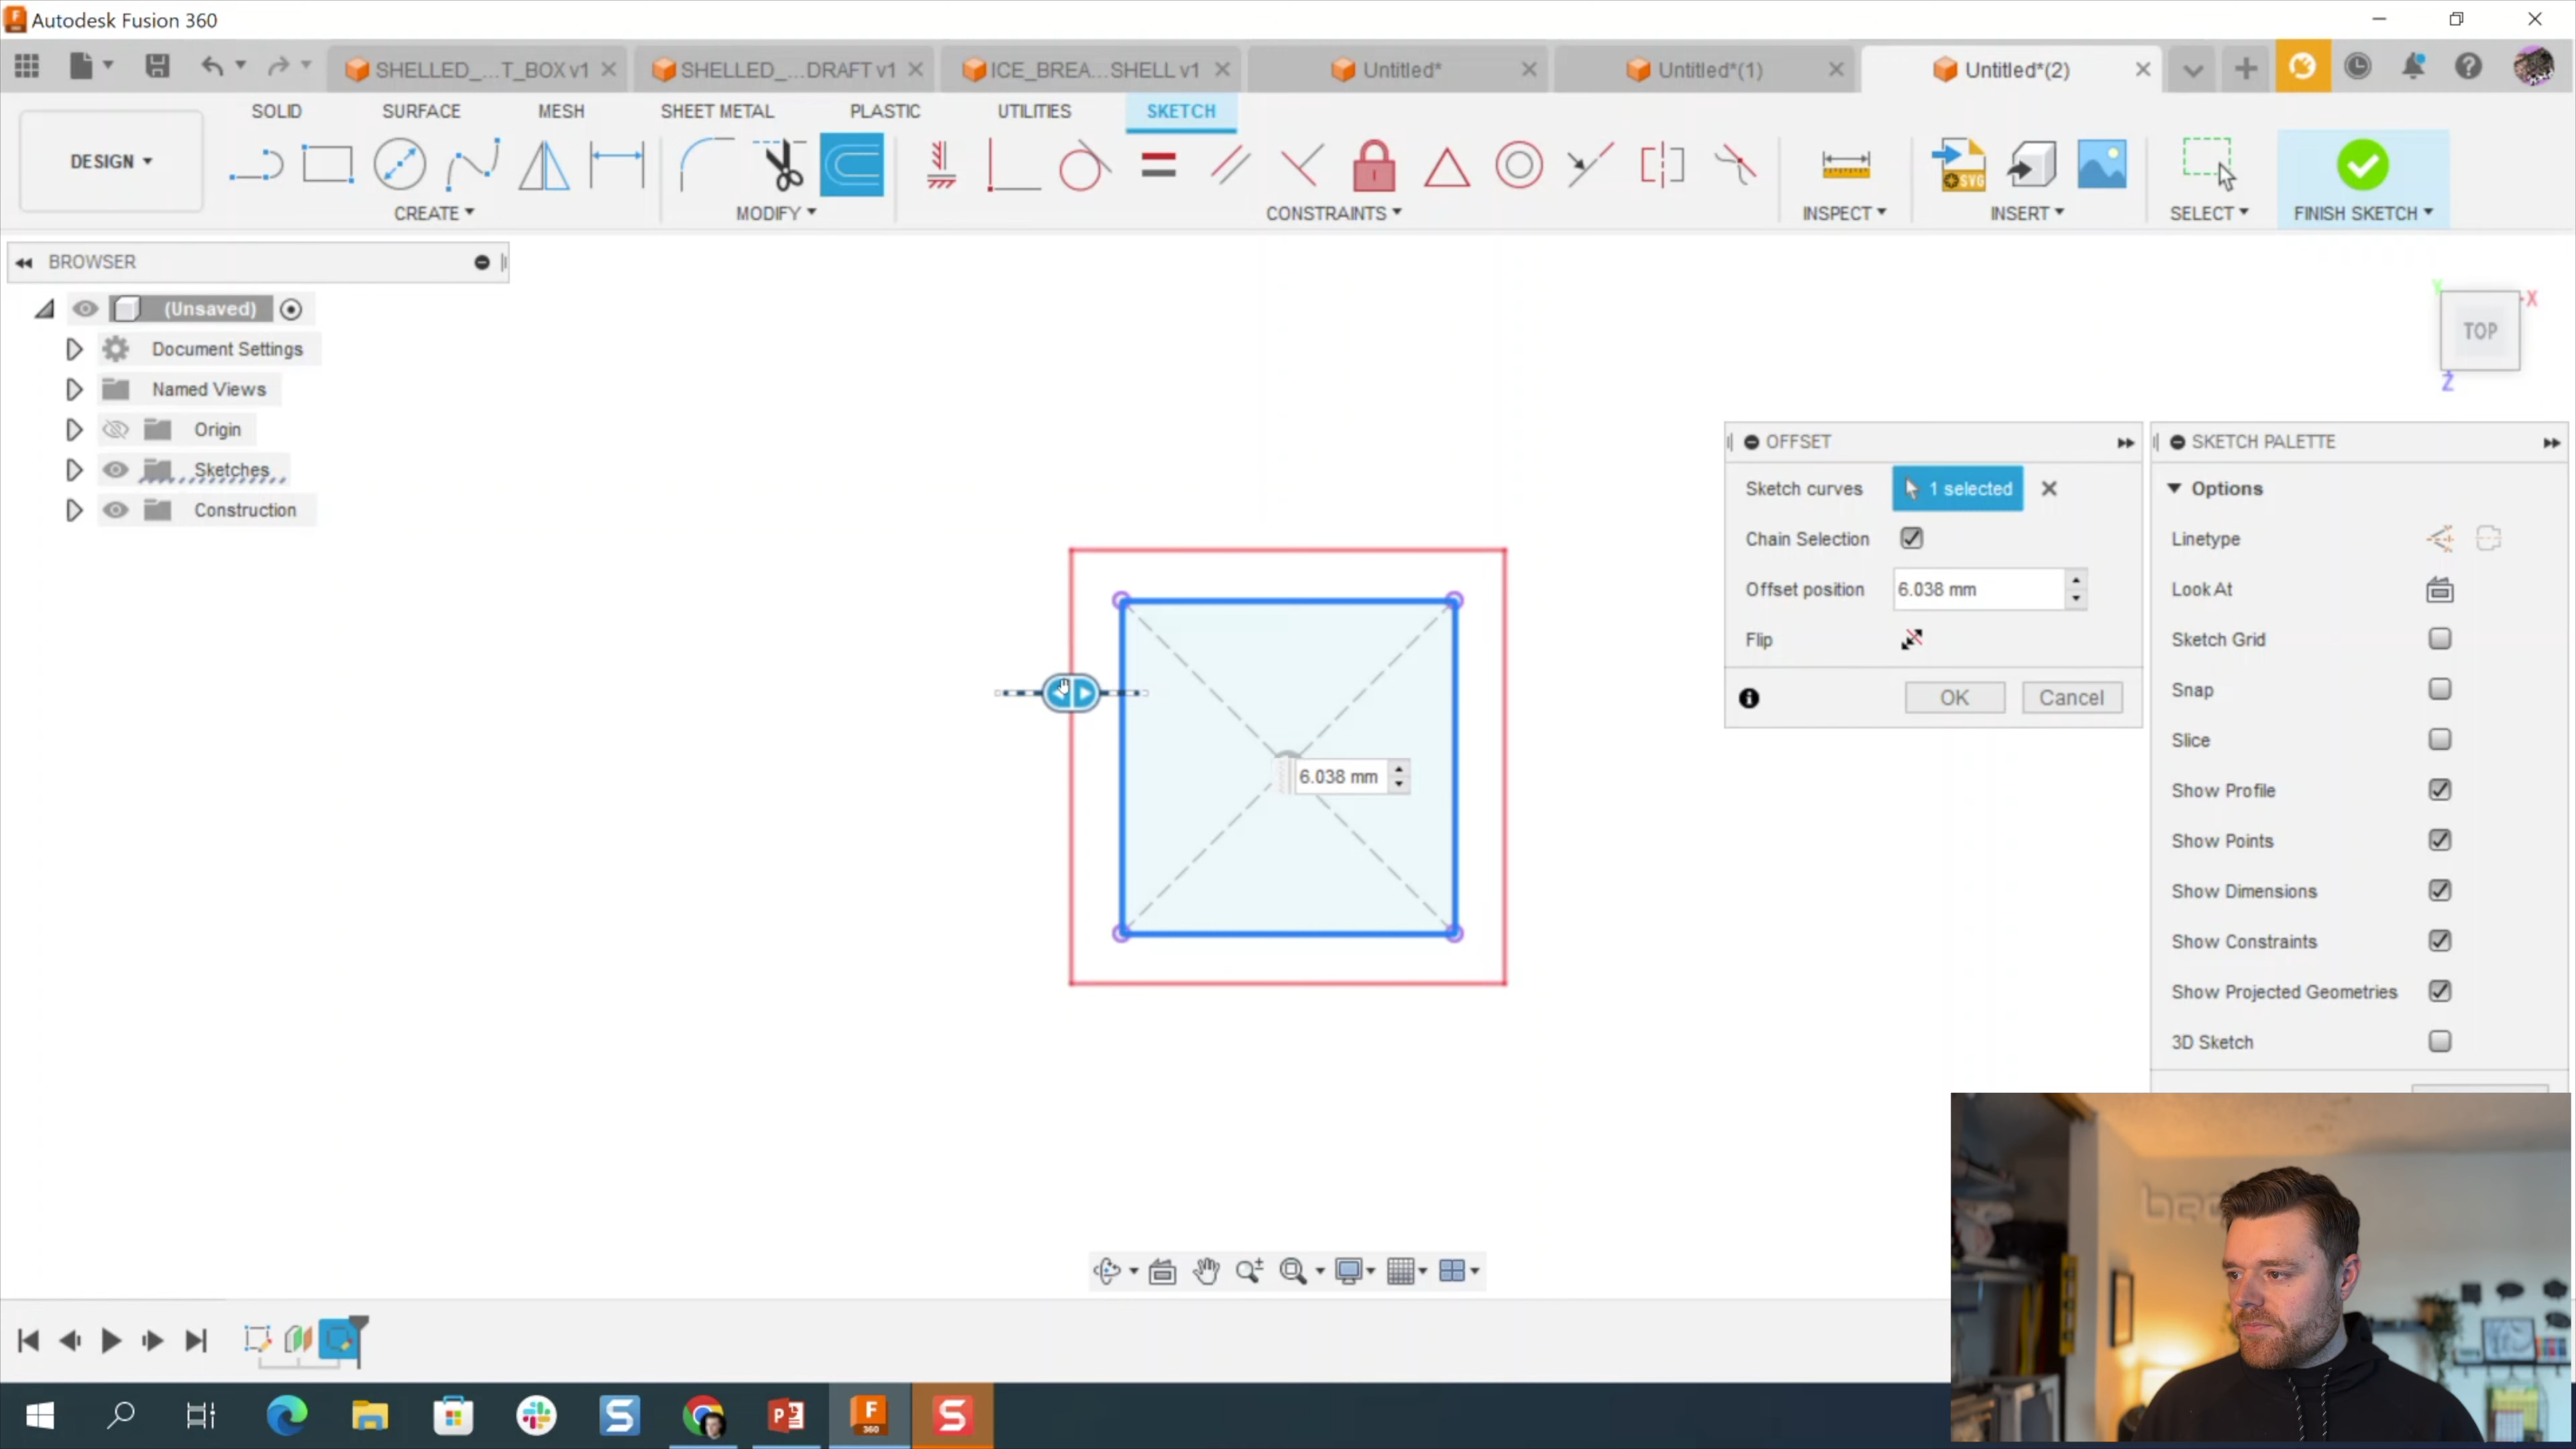 Autodesk Fusion 360
SHELLED_...T_BOX v1
SHELLED_...DRAFT v1
ICE_BREA...SHELL v1
Untitled*
Untitled*(1)
Untitled*(2)
SOLID SURFACE MESH SHEET METAL PLASTIC UTILITIES SKETCH
DESIGN
SVG
CREATE MODIFY CONSTRAINTS INSPECT INSERT SELECT FINISH SKETCH
BROWSER
(Unsaved)
Document Settings
Named Views
Origin
Sketches
Construction
Y
X
TOP
Z
OFFSET
Sketch curves 1 selected
Chain Selection
Offset position 6.038 mm
Flip
OK Cancel
SKETCH PALETTE
Options
Linetype
Look At
Sketch Grid
Snap
Slice
Show Profile
Show Points
Show Dimensions
Show Constraints
Show Projected Geometries
3D Sketch
6.038 mm
S
P
F
360
S